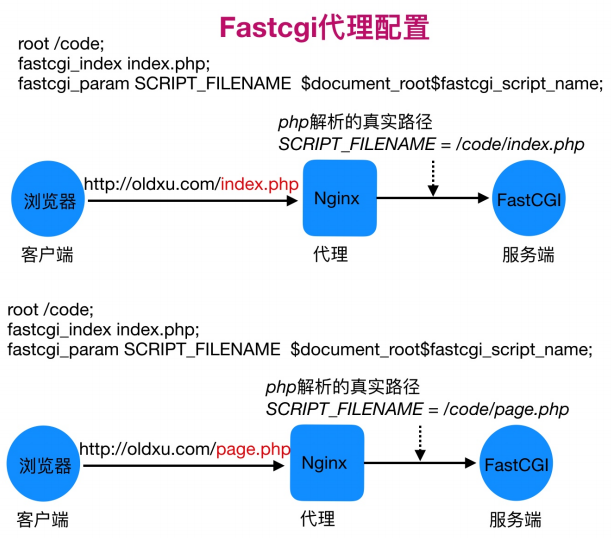 Fastcgi代理配置
root /code;
fastcgi_index index.php;
fastcgi_param SCRIPT_FILENAME  $document_root$fastcgi_script_name;
php解析的真实路径
SCRIPT_FILENAME = /code/index.php
http://oldxu.com/index.php
浏览器
Nginx
FastCGI
客户端
代理
服务端
root /code;
fastcgi_index index.php;
fastcgi_param SCRIPT_FILENAME  $document_root$fastcgi_script_name;
php解析的真实路径
SCRIPT_FILENAME = /code/page.php
http://oldxu.com/page.php
浏览器
Nginx
FastCGI
客户端
代理
服务端